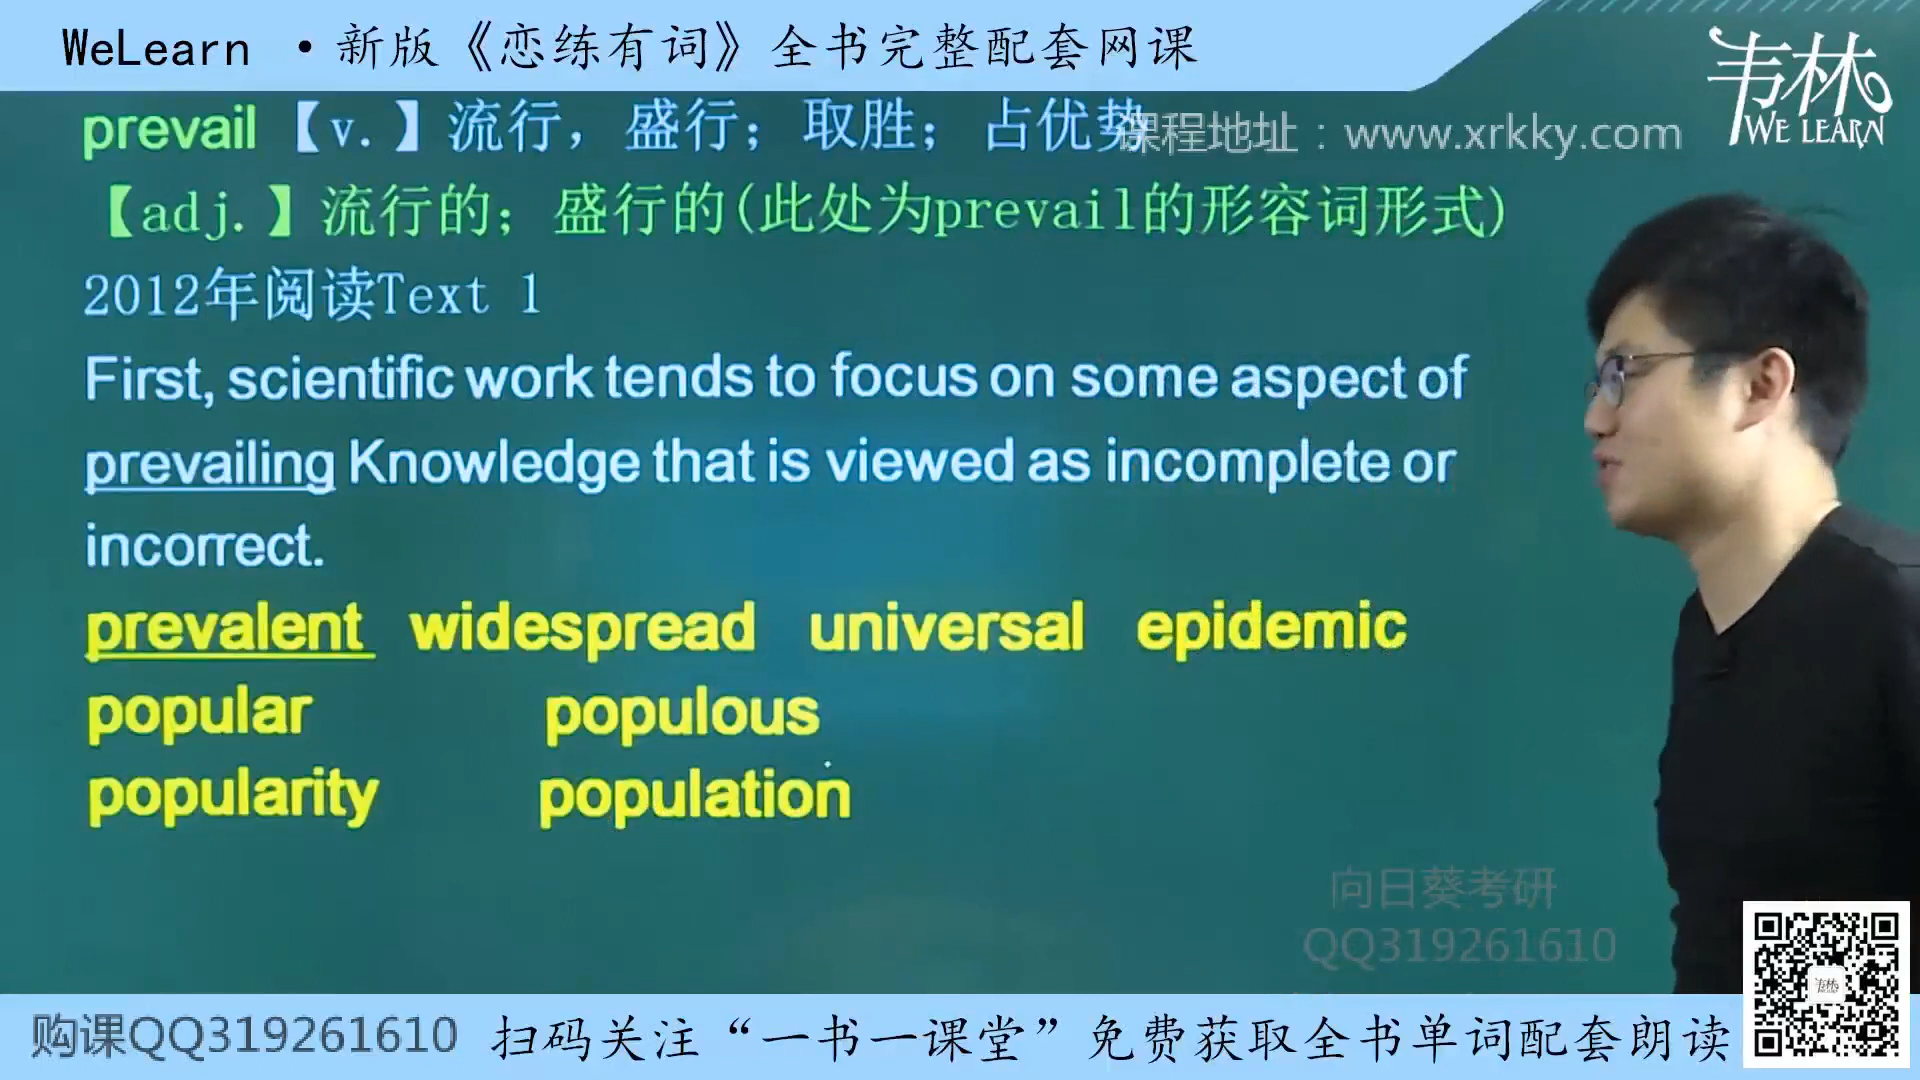 WeLearn ·新版《恋练有词》全书完整配套网课
韦林
WE LEARN
prevail【v.】流行，盛行；取胜；占优势
课程地址：www.xrkky.com
【adj.】流行的；盛行的(此处为prevail的形容词形式)
2012年阅读Text 1
First, scientific work tends to focus on some aspect of
prevailing Knowledge that is viewed as incomplete or
incorrect.
prevalent widespread universal epidemic
popular populous
popularity population
向日葵考研
QQ319261610
购课QQ319261610
扫码关注“一书一课堂”免费获取全书单词配套朗读
韦林